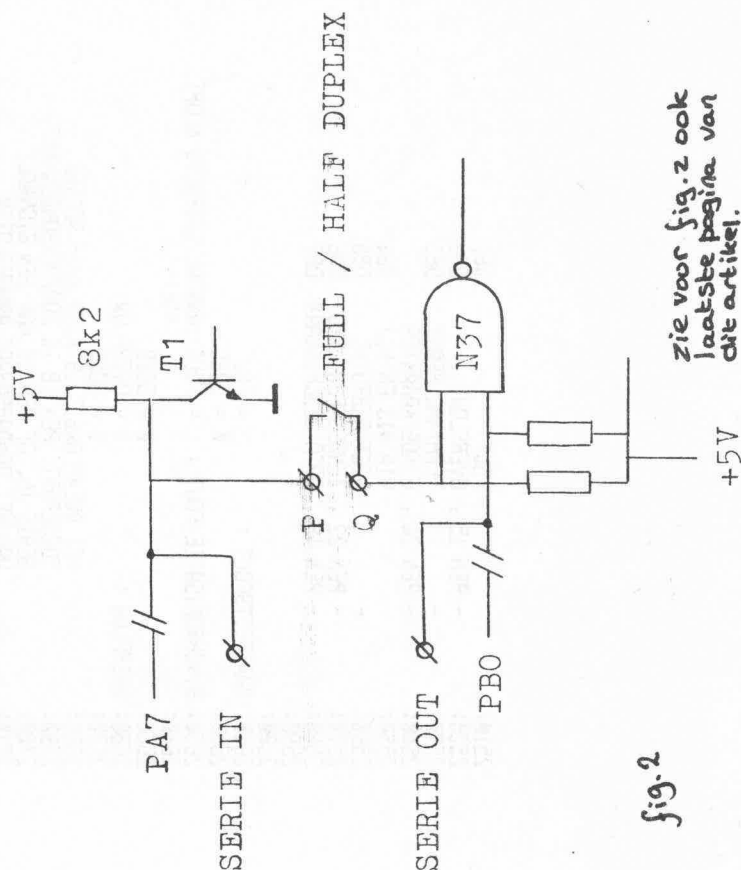 +5V
8k2
T1
PA7
SERIE IN
P
Q
FULL / HALF DUPLEX
N37
SERIE OUT
PB0
+5V
fig.2
zie voor fig.2 ook
laatste pagina van
dit artikel.